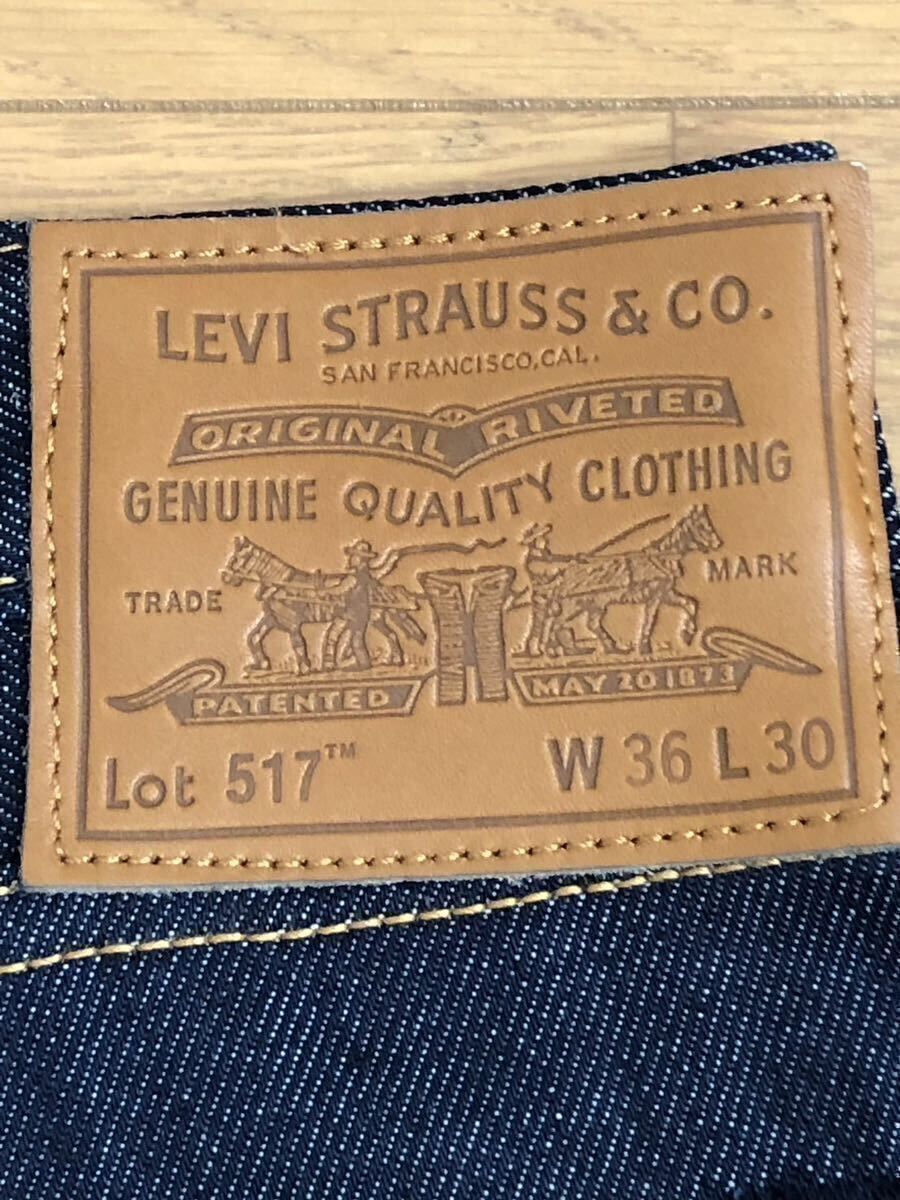 LEVI STRAUSS & CO.
SAN FRANCISCO, CAL.
ORIGINAL RIVETED
GENUINE QUALITY CLOTHING
TRADE MARK
PATENTED MAY 20 1873
Lot 517™ W 36 L 30